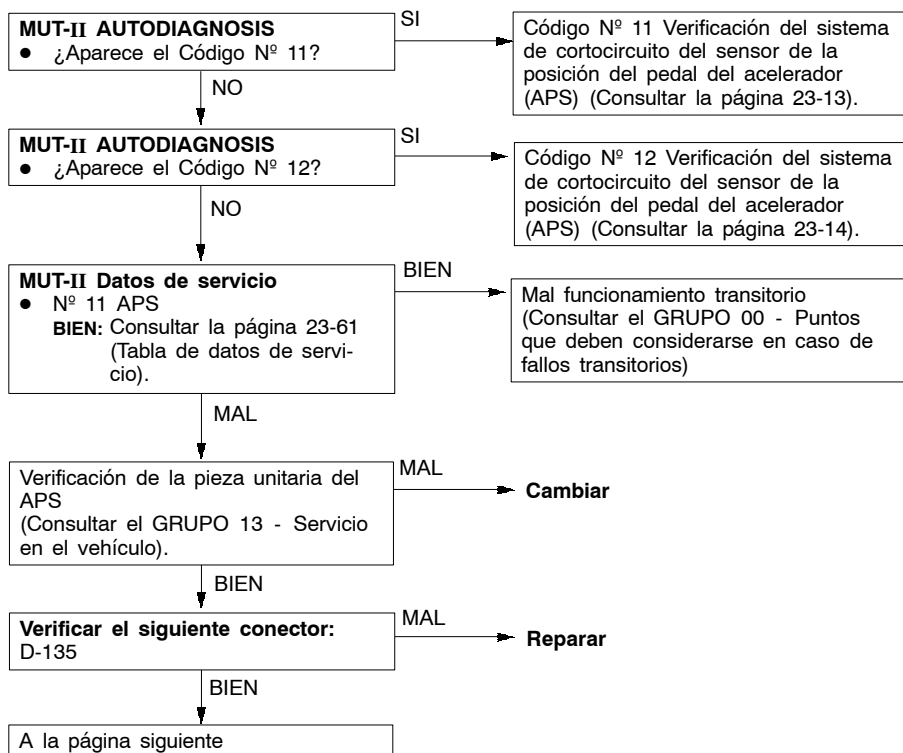 MUT-II AUTODIAGNOSIS
● ¿Aparece el Código Nº 11?
SI
Código Nº 11 Verificación del sistema
de cortocircuito del sensor de la
posición del pedal del acelerador
(APS) (Consultar la página 23-13).
NO
MUT-II AUTODIAGNOSIS
● ¿Aparece el Código Nº 12?
SI
Código Nº 12 Verificación del sistema
de cortocircuito del sensor de la
posición del pedal del acelerador
(APS) (Consultar la página 23-14).
NO
MUT-II Datos de servicio
● Nº 11 APS
BIEN: Consultar la página 23-61
(Tabla de datos de servi-
cio).
BIEN
Mal funcionamiento transitorio
(Consultar el GRUPO 00 - Puntos
que deben considerarse en caso de
fallos transitorios)
MAL
Verificación de la pieza unitaria del
APS
(Consultar el GRUPO 13 - Servicio
en el vehículo).
MAL
Cambiar
BIEN
Verificar el siguiente conector:
D-135
MAL
Reparar
BIEN
A la página siguiente